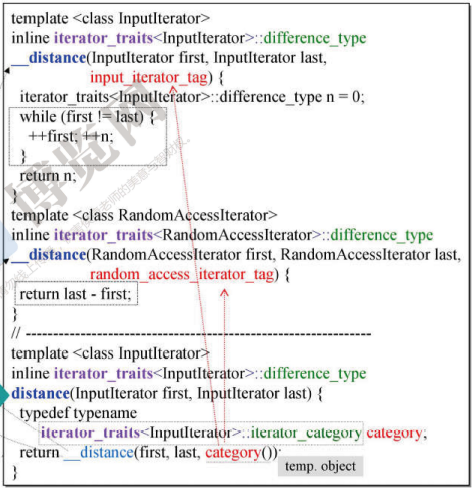 template <class InputIterator>
inline iterator_traits<InputIterator>::difference_type
__distance(InputIterator first, InputIterator last,
input_iterator_tag) {
iterator_traits<InputIterator>::difference_type n = 0;
while (first != last) {
++first; ++n;
}
return n;
}
template <class RandomAccessIterator>
inline iterator_traits<RandomAccessIterator>::difference_type
__distance(RandomAccessIterator first, RandomAccessIterator last,
random_access_iterator_tag) {
return last - first;
}
// ---------------------------------------------------------------
template <class InputIterator>
inline iterator_traits<InputIterator>::difference_type
distance(InputIterator first, InputIterator last) {
typedef typename
iterator_traits<InputIterator>::iterator_category category;
return __distance(first, last, category());
temp. object
}
博览网